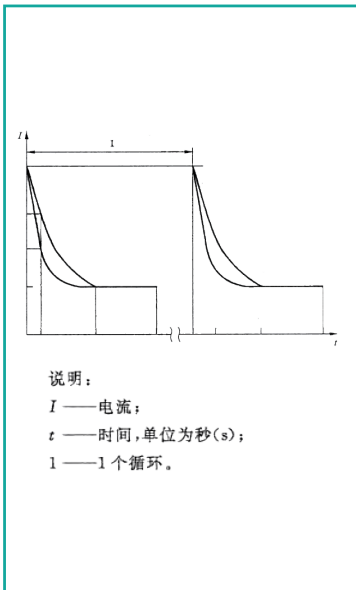 I
1
t
说明：
I ——电流；
t ——时间，单位为秒(s)；
1 ——1个循环。